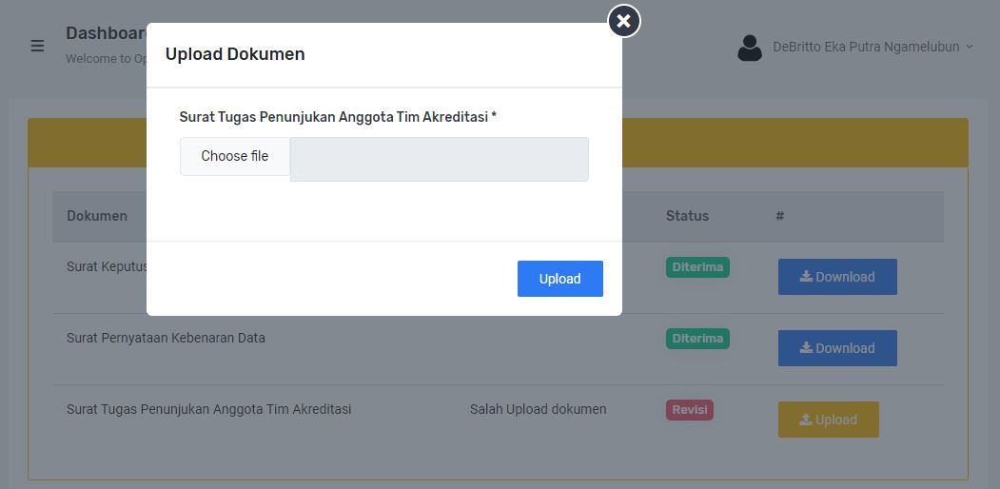 Dashboar
Welcome to Op
DeBritto Eka Putra Ngamelubun
Upload Dokumen
Surat Tugas Penunjukan Anggota Tim Akreditasi *
Choose file
Upload
Dokumen Status #
Surat Keputus Diterima Download
Surat Pernyataan Kebenaran Data Diterima Download
Surat Tugas Penunjukan Anggota Tim Akreditasi Salah Upload dokumen Revisi Upload